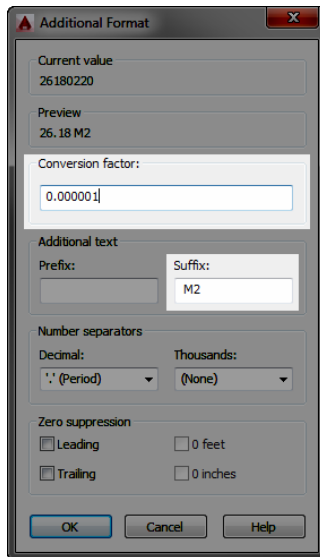 Additional Format
Current value
26180220
Preview
26.18 M2
Conversion factor:
0.000001
Additional text
Prefix: Suffix:
M2
Number separators
Decimal: Thousands:
'.' (Period) (None)
Zero suppression
Leading 0 feet
Trailing 0 inches
OK Cancel Help